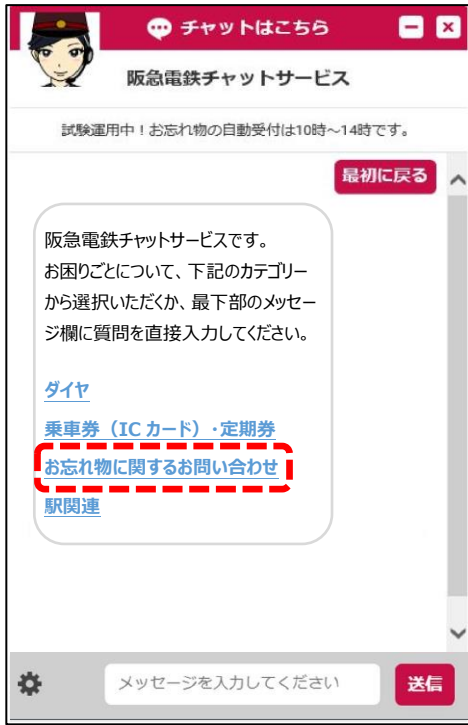 チャットはこちら
阪急電鉄チャットサービス
試験運用中！お忘れ物の自動受付は10時～14時です。
最初に戻る
阪急電鉄チャットサービスです。
お困りごとについて、下記のカテゴリー
から選択いただくか、最下部のメッセー
ジ欄に質問を直接入力してください。
ダイヤ
乗車券（IC カード）・定期券
お忘れ物に関するお問い合わせ
駅関連
メッセージを入力してください
送信